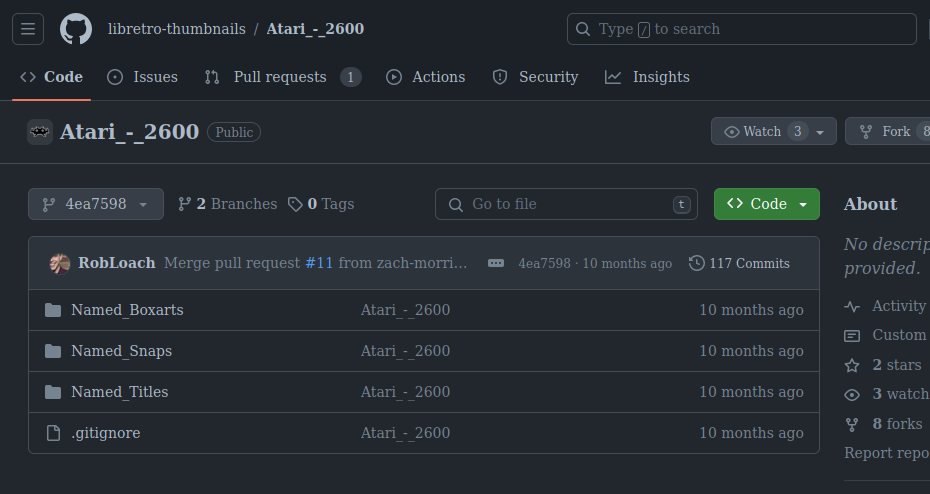 libretro-thumbnails / Atari_-_2600 Type / to search
Code Issues Pull requests 1 Actions Security Insights
Atari_-_2600 Public Watch 3 Fork 8
4ea7598 2 Branches 0 Tags Go to file t Code About
No descrip
provided.
RobLoach Merge pull request #11 from zach-morri... 4ea7598 · 10 months ago 117 Commits
Named_Boxarts Atari_-_2600 10 months ago Activity
Named_Snaps Atari_-_2600 10 months ago Custom
2 stars
Named_Titles Atari_-_2600 10 months ago 3 watch
.gitignore Atari_-_2600 10 months ago 8 forks
Report repo